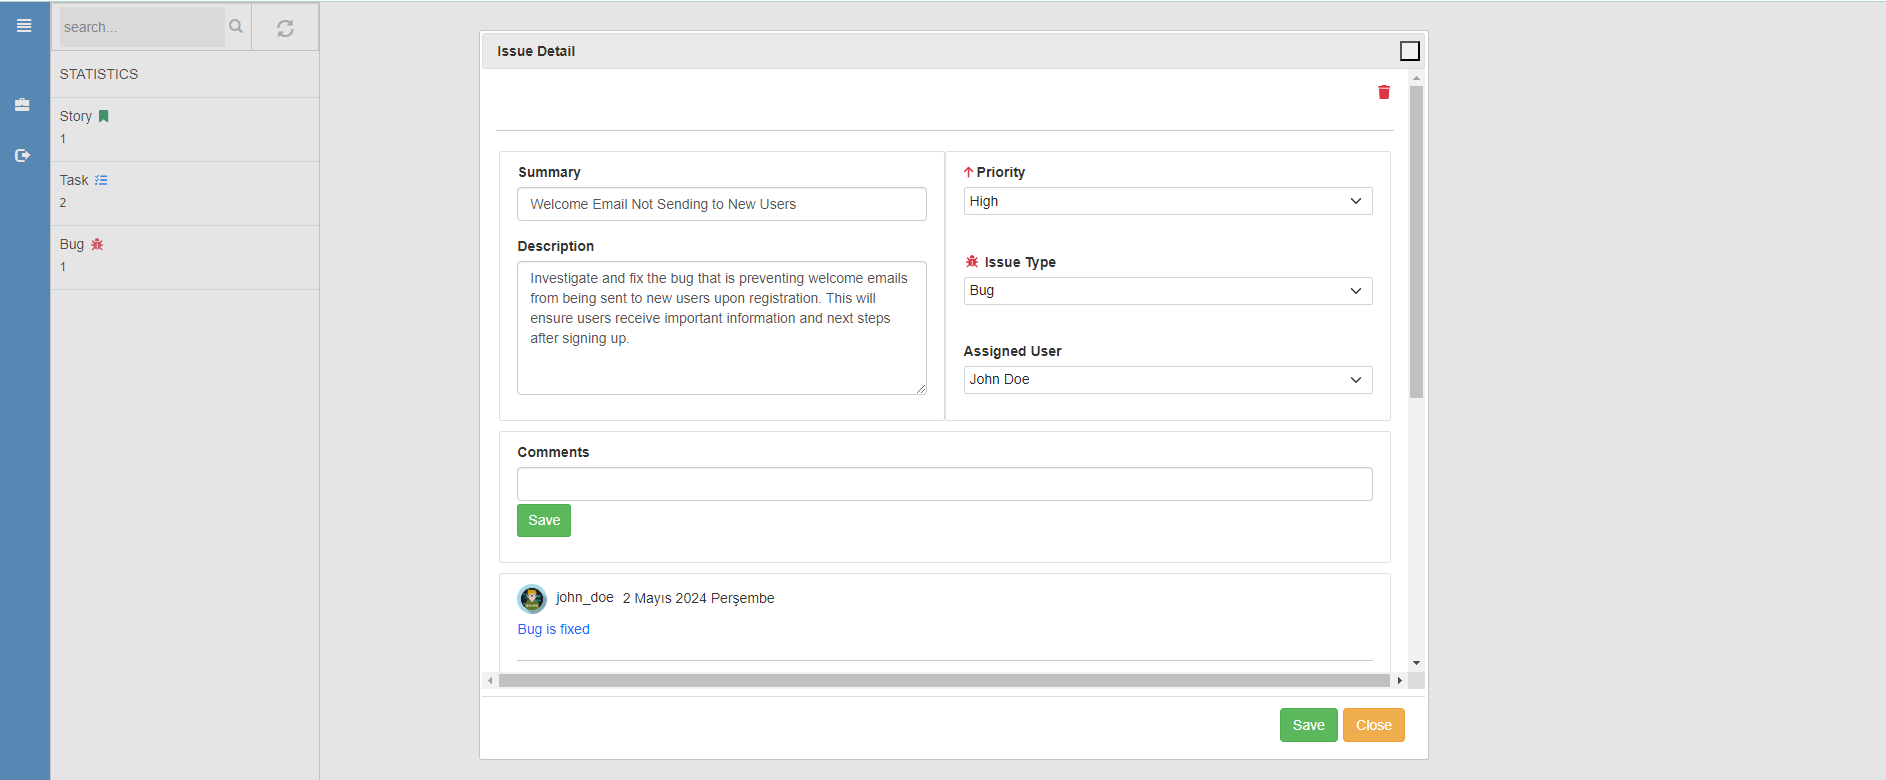 search...
STATISTICS
Story
1
Task
2
Bug
1
Issue Detail
Summary
Welcome Email Not Sending to New Users
Description
Investigate and fix the bug that is preventing welcome emails
from being sent to new users upon registration. This will
ensure users receive important information and next steps
after signing up.
Priority
High
Issue Type
Bug
Assigned User
John Doe
Comments
Save
john_doe 2 Mayıs 2024 Perşembe
Bug is fixed
Save Close